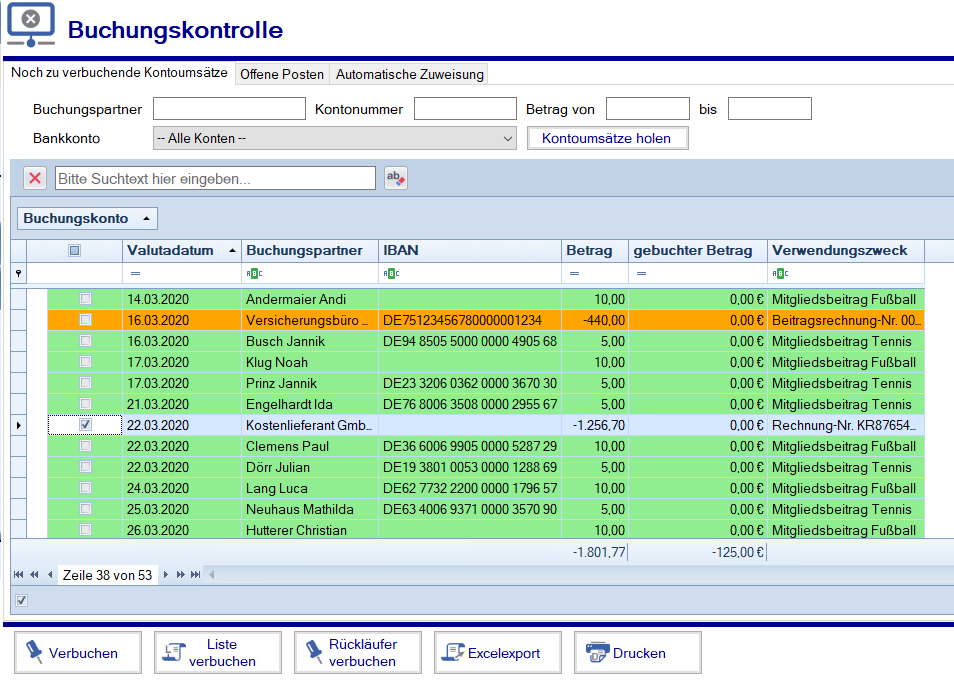 Buchungskontrolle
Noch zu verbuchende Kontoumsätze Offene Posten Automatische Zuweisung
Buchungspartner Kontonummer Betrag von bis
Bankkonto -- Alle Konten -- Kontoumsätze holen
Bitte Suchtext hier eingeben... ab
Buchungskonto
Valutadatum Buchungspartner IBAN Betrag gebuchter Betrag Verwendungszweck
= ABC ABC = = ABC
14.03.2020 Andermaier Andi 10,00 0,00 € Mitgliedsbeitrag Fußball
16.03.2020 Versicherungsbüro ... DE75123456780000001234 -440,00 0,00 € Beitragsrechnung-Nr. 00...
16.03.2020 Busch Jannik DE94 8505 5000 0000 4905 68 5,00 0,00 € Mitgliedsbeitrag Tennis
17.03.2020 Klug Noah 10,00 0,00 € Mitgliedsbeitrag Fußball
17.03.2020 Prinz Jannik DE23 3206 0362 0000 3670 30 5,00 0,00 € Mitgliedsbeitrag Tennis
21.03.2020 Engelhardt Ida DE76 8006 3508 0000 2955 67 5,00 0,00 € Mitgliedsbeitrag Tennis
22.03.2020 Kostenlieferant Gmb... -1.256,70 0,00 € Rechnung-Nr. KR87654...
22.03.2020 Clemens Paul DE36 6006 9905 0000 5287 29 10,00 0,00 € Mitgliedsbeitrag Fußball
22.03.2020 Dörr Julian DE19 3801 0053 0000 1288 69 5,00 0,00 € Mitgliedsbeitrag Tennis
24.03.2020 Lang Luca DE62 7732 2200 0000 1796 57 10,00 0,00 € Mitgliedsbeitrag Fußball
25.03.2020 Neuhaus Mathilda DE63 4006 9371 0000 3570 90 5,00 0,00 € Mitgliedsbeitrag Tennis
26.03.2020 Hutterer Christian 10,00 0,00 € Mitgliedsbeitrag Fußball
-1.801,77 -125,00 €
Zeile 38 von 53
Verbuchen
Liste
verbuchen
Rückläufer
verbuchen
Excelexport
Drucken